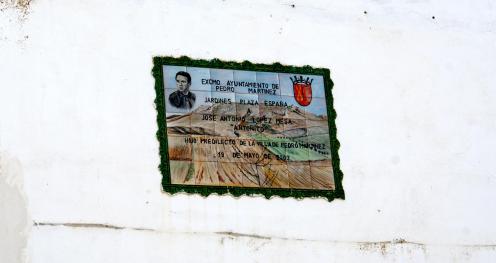 EXCMO. AYUNTAMIENTO DE
PEDRO MARTINEZ
JARDINES PLAZA ESPAÑA
A
JOSE ANTONIO LOPEZ MESA
"ANTOÑICO"
HIJO PREDILECTO DE LA VILLA DE PEDRO MARTINEZ
19 DE MAYO DE 2003